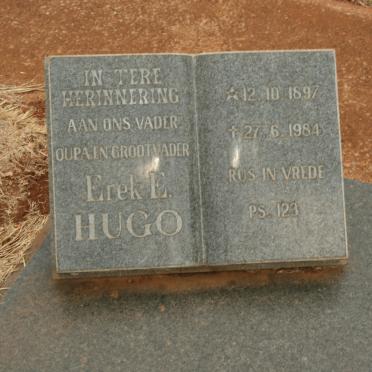 IN TERE
HERINNERING
AAN ONS VADER
OUPA EN GROOTVADER
Erek E.
HUGO
☆ 12. 10. 1897
✝ 27. 6. 1984
RUS IN VREDE
PS. 123